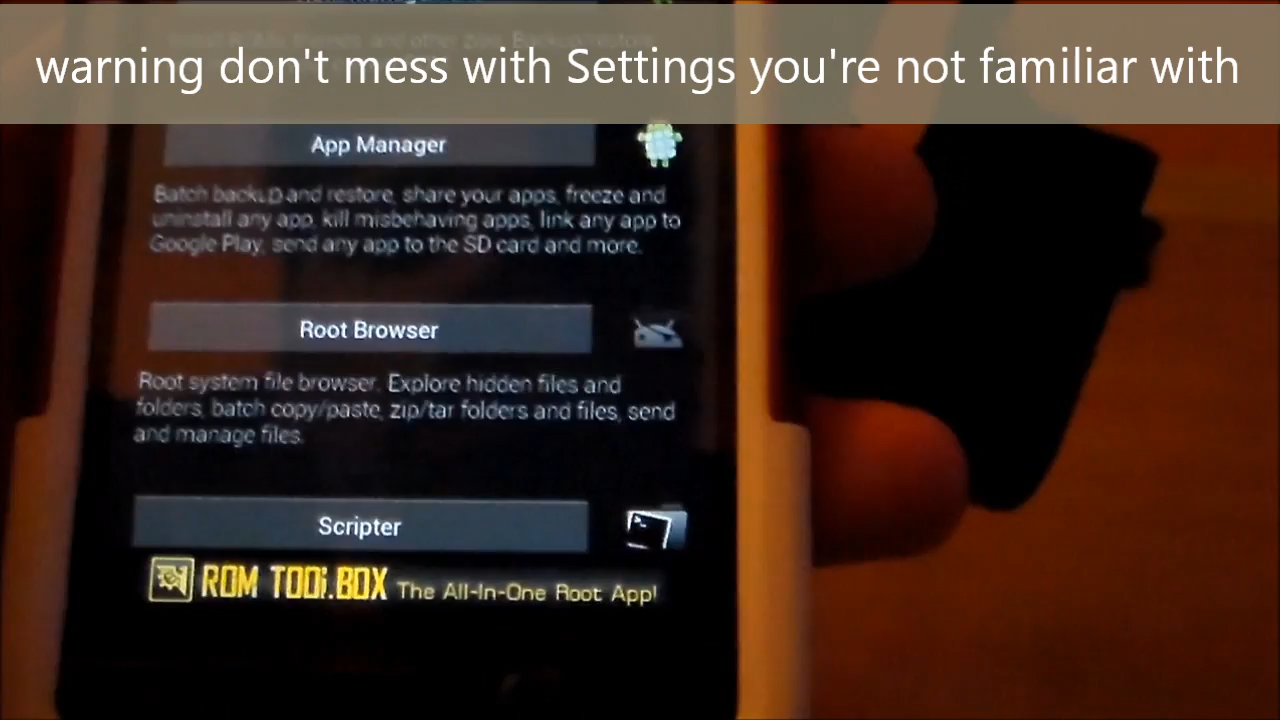 warning don't mess with Settings you're not familiar with
App Manager
Batch backup and restore, share your apps, freeze and
uninstall any app, kill misbehaving apps, link any app to
Google Play, send any app to the SD card and more.
Root Browser
Root system file browser. Explore hidden files and
folders, batch copy/paste, zip/tar folders and files, send
and manage files.
Scripter
ROM TOOLBOX The All-In-One Root App!